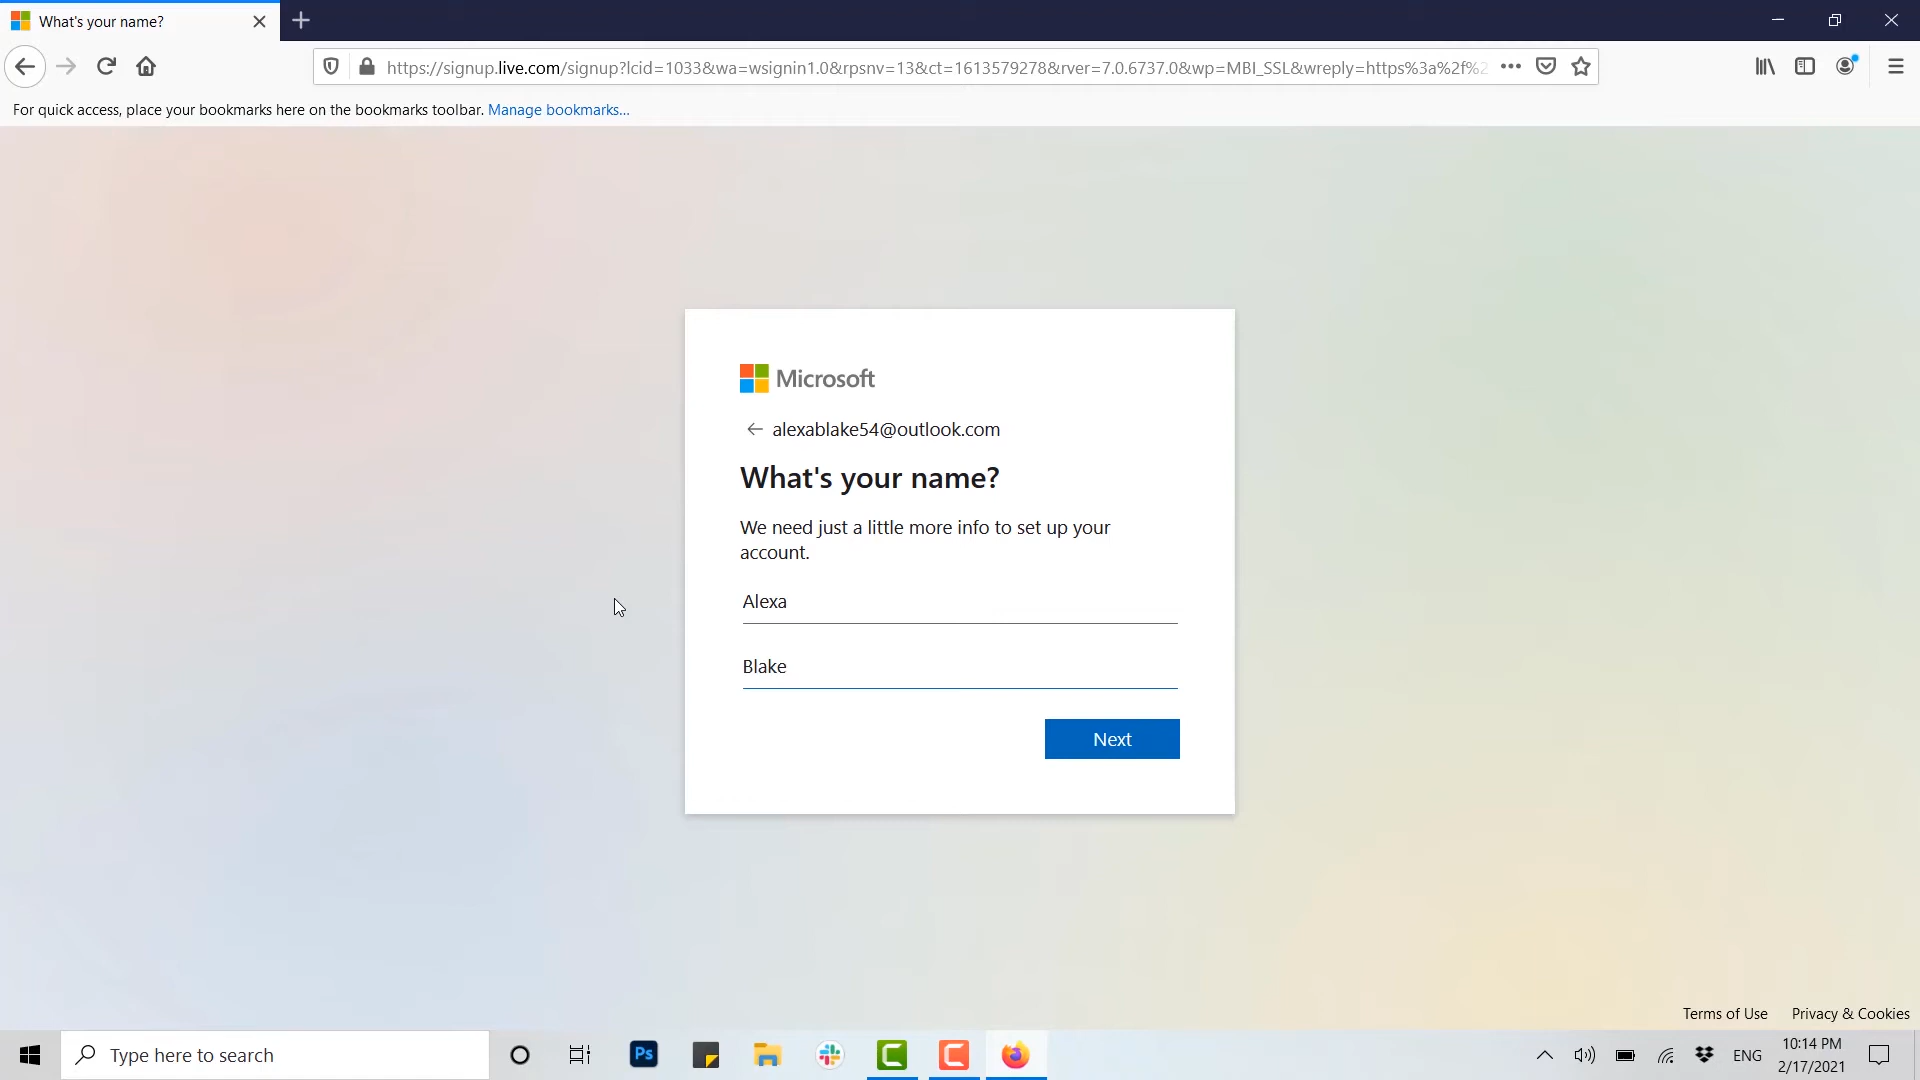 What's your name?
https://signup.live.com/signup?lcid=1033&wa=wsignin1.0&rpsnv=13&ct=1613579278&rver=7.0.6737.0&wp=MBI_SSL&wreply=https%3a%2f%2
For quick access, place your bookmarks here on the bookmarks toolbar. Manage bookmarks...
Microsoft
alexablake54@outlook.com
What's your name?
We need just a little more info to set up your
account.
Alexa
Blake
Next
Terms of Use Privacy & Cookies
Type here to search
Ps
ENG
10:14 PM
2/17/2021